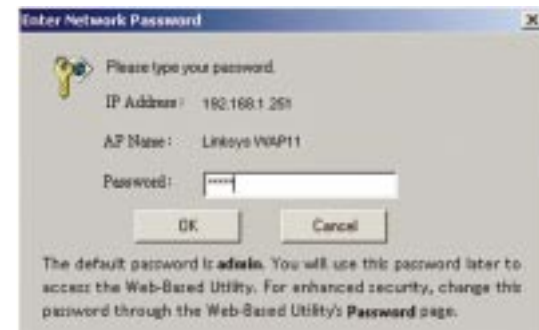 Enter Network Password
Please type your password.
IP Address: 192.168.1.251
AP Name: Linksys WAP11
Password: *****
OK Cancel
The default password is admin. You will use this password later to
access the Web-Based Utility. For enhanced security, change this
password through the Web-Based Utility's Password page.